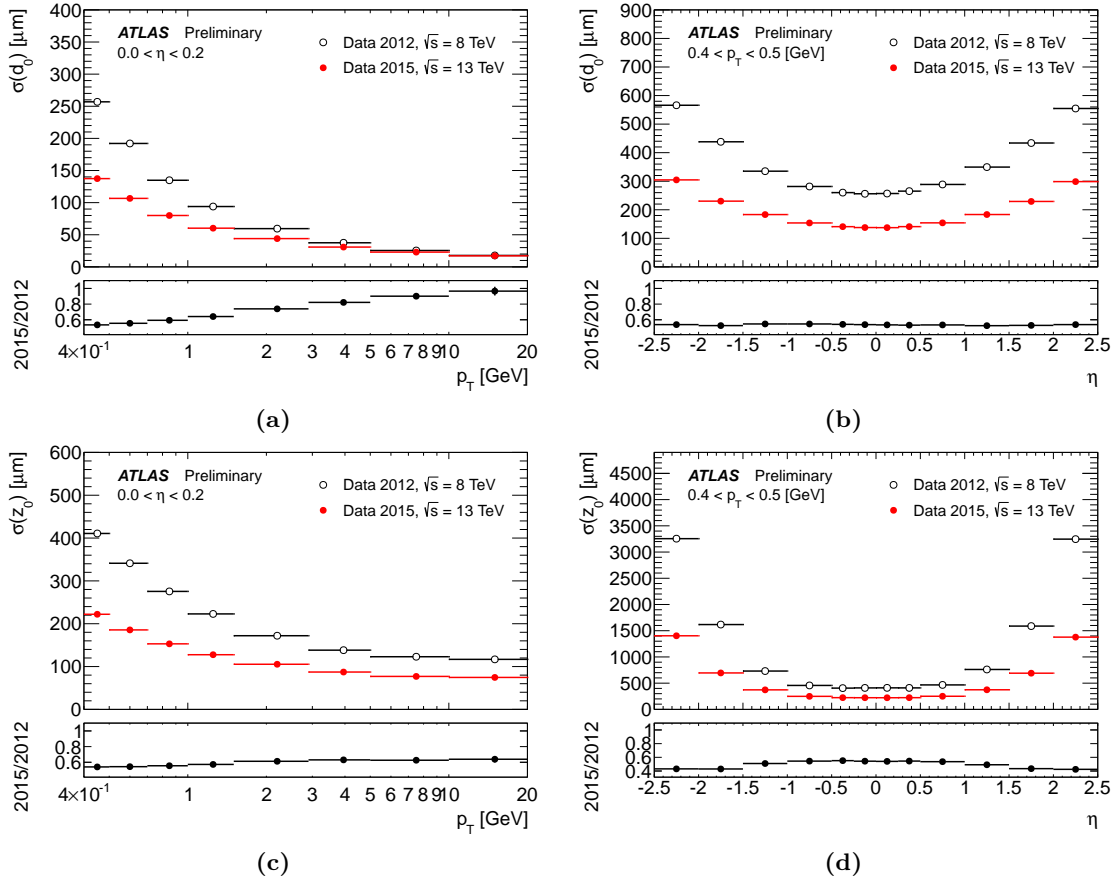 σ(d₀) [μm]
400
350
300
250
200
150
100
50
0
ATLAS Preliminary
0.0 < η < 0.2
Data 2012, √s = 8 TeV
Data 2015, √s = 13 TeV
2015/2012
1
0.8
0.6
4×10⁻¹ 1 2 3 4 5 6 7 8 9 10 20
p_T [GeV]
(a)
σ(d₀) [μm]
900
800
700
600
500
400
300
200
100
0
ATLAS Preliminary
0.4 < p_T < 0.5 [GeV]
Data 2012, √s = 8 TeV
Data 2015, √s = 13 TeV
2015/2012
1
0.8
0.6
-2.5 -2 -1.5 -1 -0.5 0 0.5 1 1.5 2 2.5
η
(b)
σ(z₀) [μm]
600
500
400
300
200
100
0
ATLAS Preliminary
0.0 < η < 0.2
Data 2012, √s = 8 TeV
Data 2015, √s = 13 TeV
2015/2012
1
0.8
0.6
4×10⁻¹ 1 2 3 4 5 6 7 8 9 10 20
p_T [GeV]
(c)
σ(z₀) [μm]
4500
4000
3500
3000
2500
2000
1500
1000
500
0
ATLAS Preliminary
0.4 < p_T < 0.5 [GeV]
Data 2012, √s = 8 TeV
Data 2015, √s = 13 TeV
2015/2012
1
0.8
0.6
0.4
-2.5 -2 -1.5 -1 -0.5 0 0.5 1 1.5 2 2.5
η
(d)